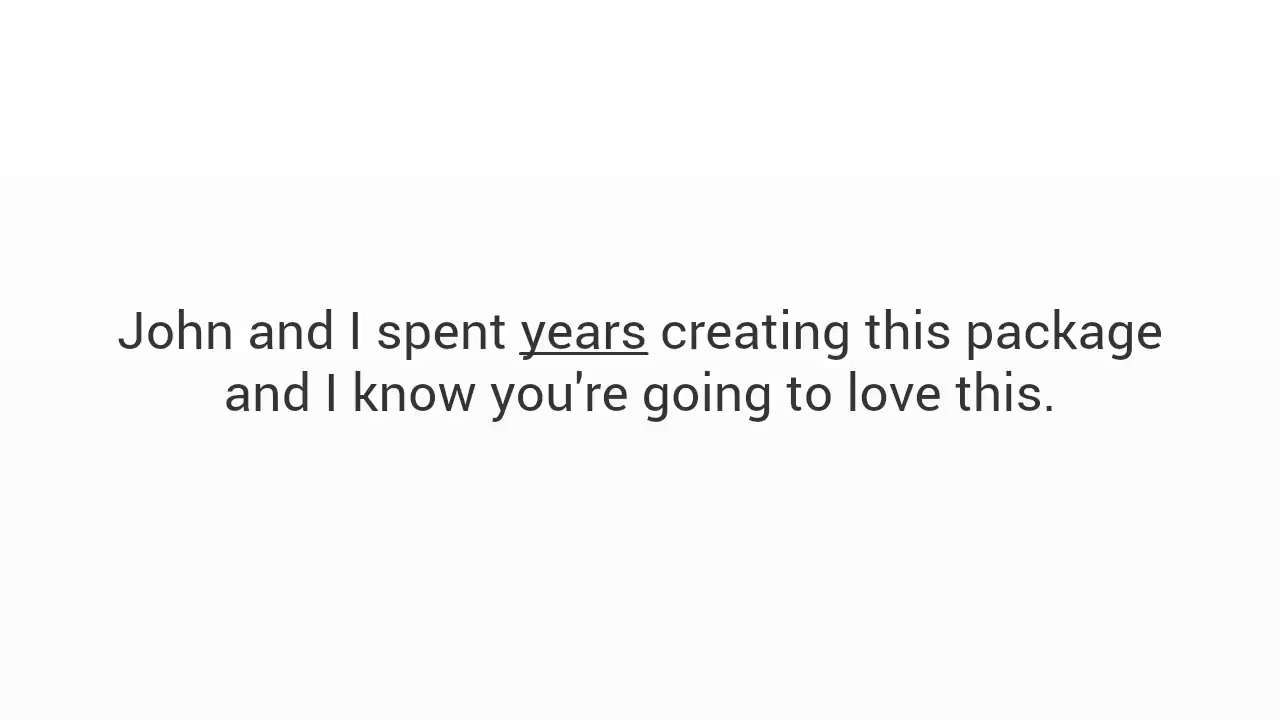 John and I spent years creating this package
and I know you're going to love this.